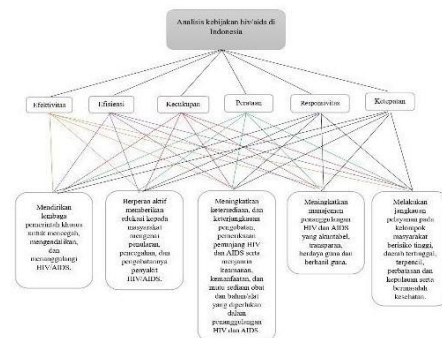 Analisis kebijakan hiv/aids di
Indonesia
Efektivitas
Efisiensi
Kecukupan
Perataan
Responsivitas
Ketepatan
Mendirikan
lembaga
pemerintah khusus
untuk mencegah,
mengendalikan,
dan
menanggulangi
HIV/AIDS.
Berperan aktif
memberikan
edukasi kepada
masyarakat
mengenai
penularan,
pencegahan, dan
pengobatannya
penyakit
HIV/AIDS.
Meningkatkan
ketersediaan, dan
keterjangkauan
pengobatan,
pemeriksaan
penunjang HIV
dan AIDS serta
menjamin
keamanan,
kemanfaatan, dan
mutu sediaan obat
dan bahan/alat
yang diperlukan
dalam
penanggulangan
HIV dan AIDS.
Meningkatkan
manajemen
penanggulangan
HIV dan AIDS
yang akuntabel,
transparan,
berdaya guna dan
berhasil guna.
Melakukan
jangkauan
pelayanan pada
kelompok
masyarakat
berisiko tinggi,
daerah tertinggal,
terpencil,
perbatasan dan
kepulauan serta
bermasalah
kesehatan.